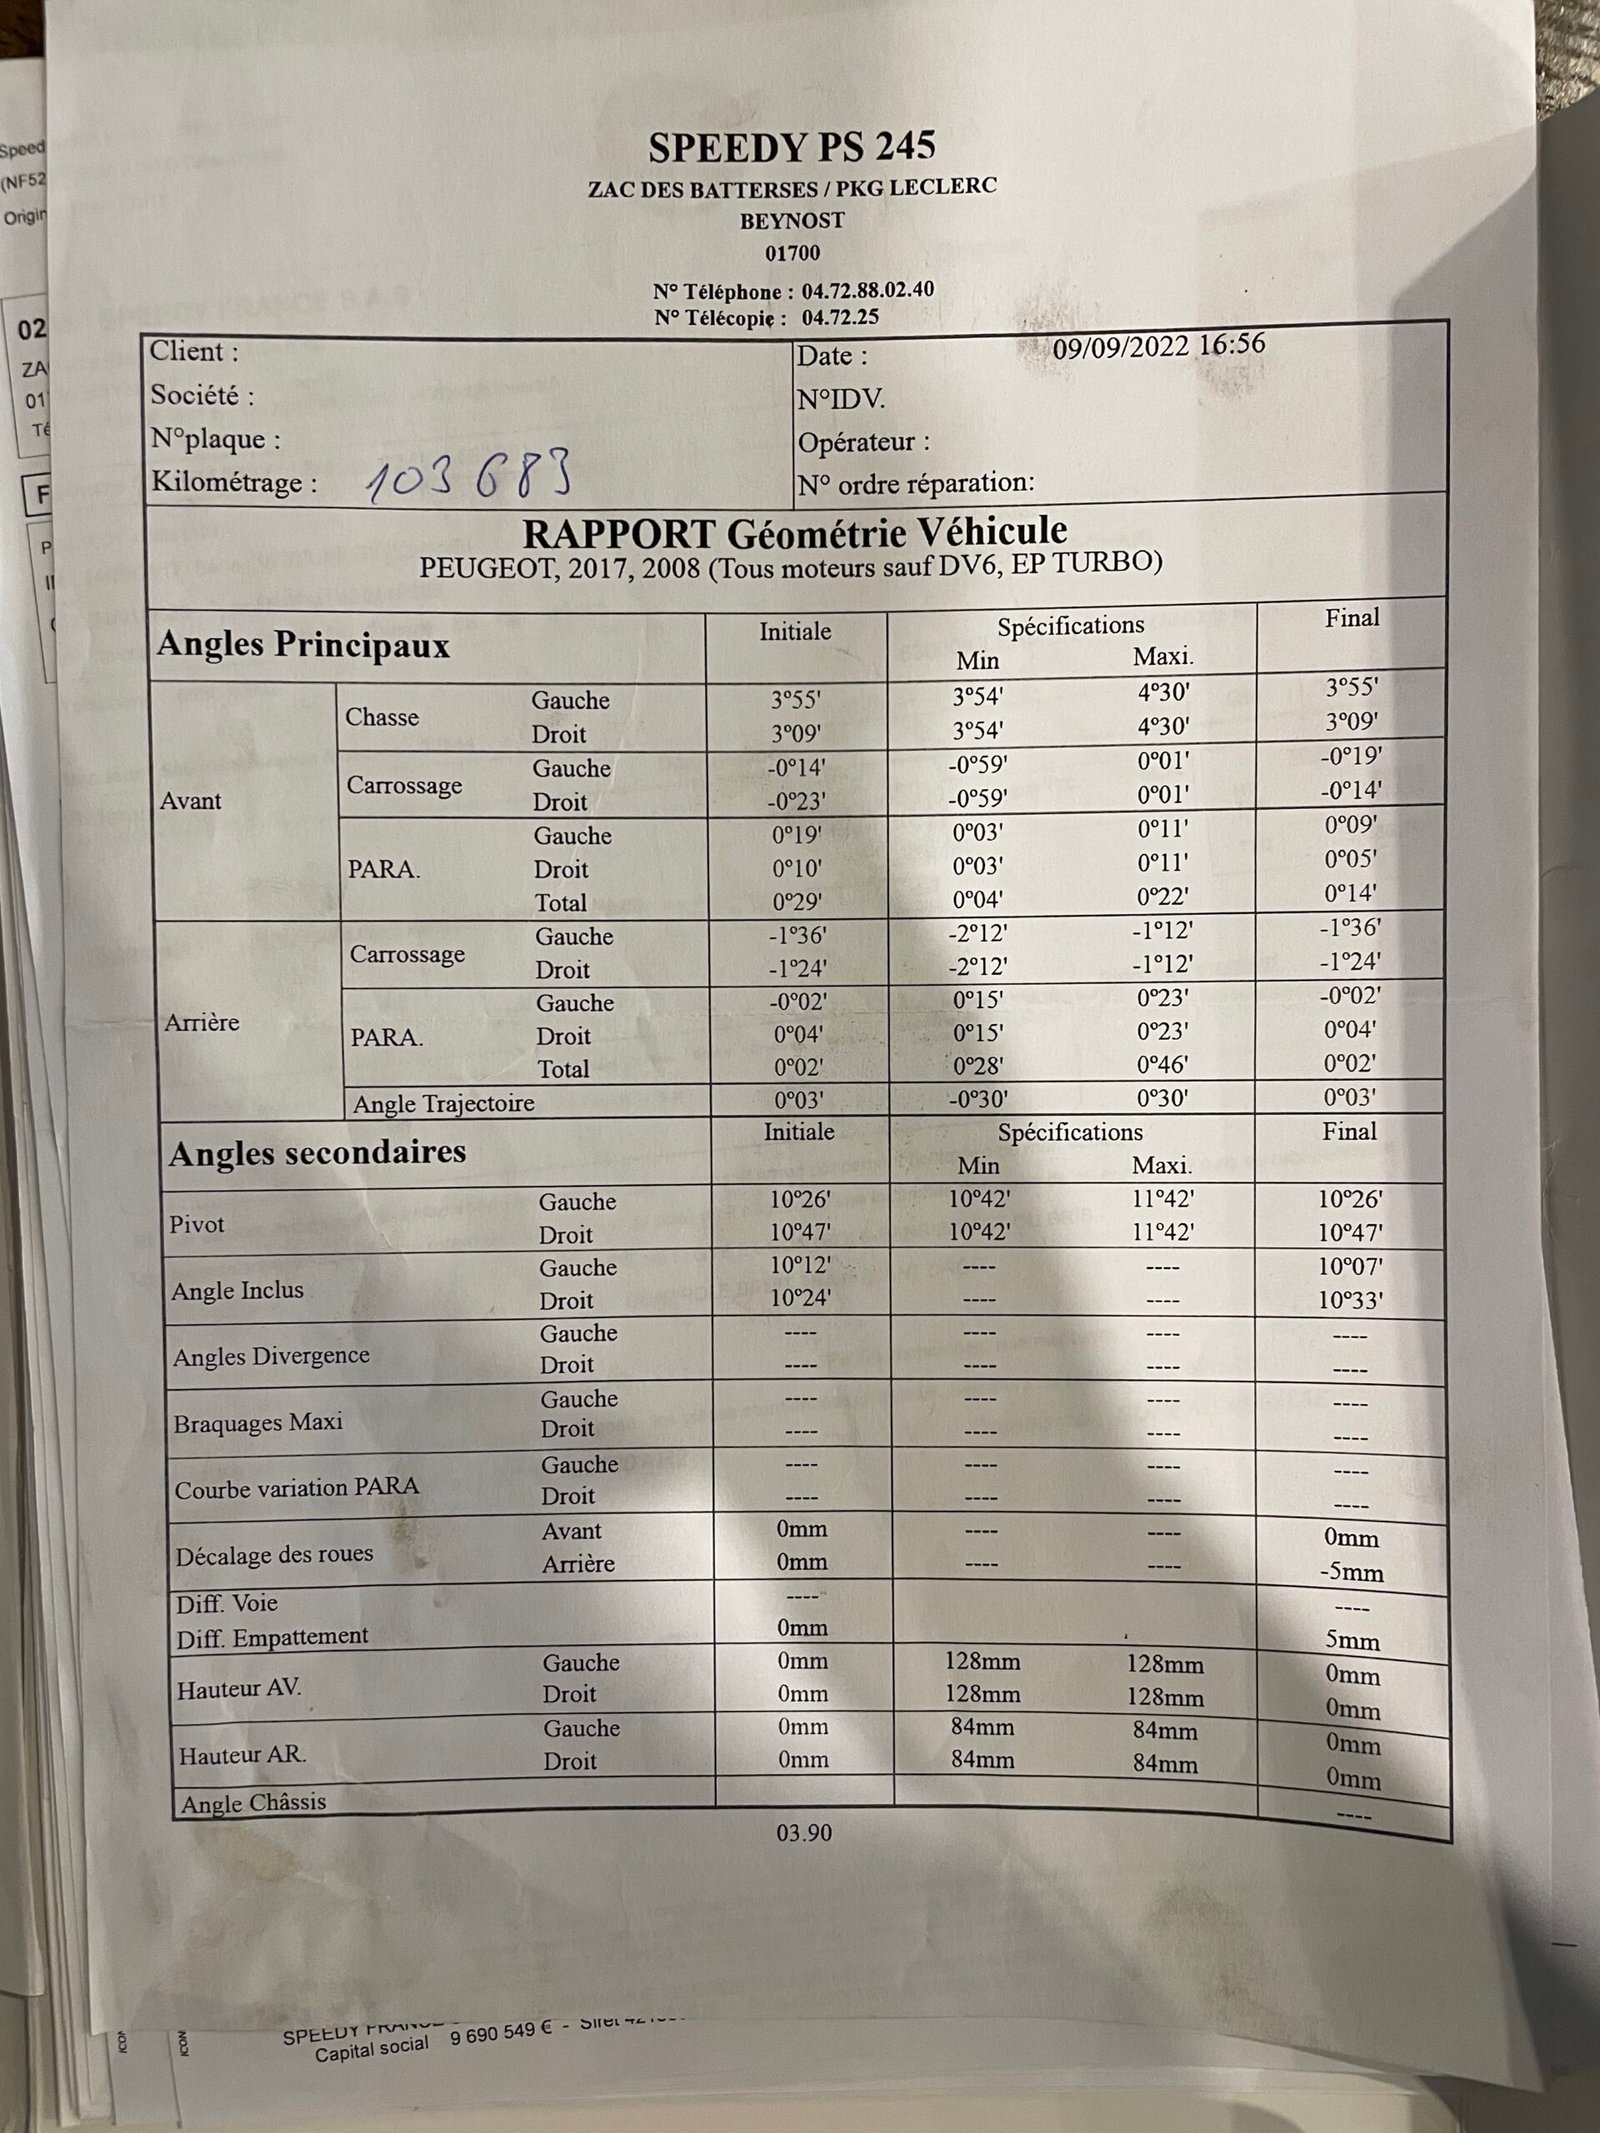 Speed
(NF52
Origin
02
ZA
01
Té
F
P
SPEEDY PS 245
ZAC DES BATTERSES / PKG LECLERC
BEYNOST
01700
N° Téléphone : 04.72.88.02.40
N° Télécopie : 04.72.25
Client :
Société :
N°plaque :
Kilométrage : 103 683
Date : 09/09/2022 16:56
N°IDV.
Opérateur :
N° ordre réparation:
RAPPORT Géométrie Véhicule
PEUGEOT, 2017, 2008 (Tous moteurs sauf DV6, EP TURBO)
Angles Principaux Initiale Spécifications Final
Min Maxi.
Avant
Chasse
Gauche 3°55' 3°54' 4°30' 3°55'
Droit 3°09' 3°54' 4°30' 3°09'
Carrossage
Gauche -0°14' -0°59' 0°01' -0°19'
Droit -0°23' -0°59' 0°01' -0°14'
PARA.
Gauche 0°19' 0°03' 0°11' 0°09'
Droit 0°10' 0°03' 0°11' 0°05'
Total 0°29' 0°04' 0°22' 0°14'
Arrière
Carrossage
Gauche -1°36' -2°12' -1°12' -1°36'
Droit -1°24' -2°12' -1°12' -1°24'
PARA.
Gauche -0°02' 0°15' 0°23' -0°02'
Droit 0°04' 0°15' 0°23' 0°04'
Total 0°02' 0°28' 0°46' 0°02'
Angle Trajectoire 0°03' -0°30' 0°30' 0°03'
Angles secondaires Initiale Spécifications Final
Min Maxi.
Pivot
Gauche 10°26' 10°42' 11°42' 10°26'
Droit 10°47' 10°42' 11°42' 10°47'
Angle Inclus
Gauche 10°12' ---- ---- 10°07'
Droit 10°24' ---- ---- 10°33'
Angles Divergence
Gauche ---- ---- ---- ----
Droit ---- ---- ---- ----
Braquages Maxi
Gauche ---- ---- ---- ----
Droit ---- ---- ---- ----
Courbe variation PARA
Gauche ---- ---- ---- ----
Droit ---- ---- ---- ----
Décalage des roues
Avant 0mm ---- ---- 0mm
Arrière 0mm ---- ---- -5mm
Diff. Voie ---- ----
Diff. Empattement 0mm 5mm
Hauteur AV.
Gauche 0mm 128mm 128mm 0mm
Droit 0mm 128mm 128mm 0mm
Hauteur AR.
Gauche 0mm 84mm 84mm 0mm
Droit 0mm 84mm 84mm 0mm
Angle Châssis ----
03.90
SPEEDY FRANCE
Capital social 9 690 549 € - Siret
ICON
ICON